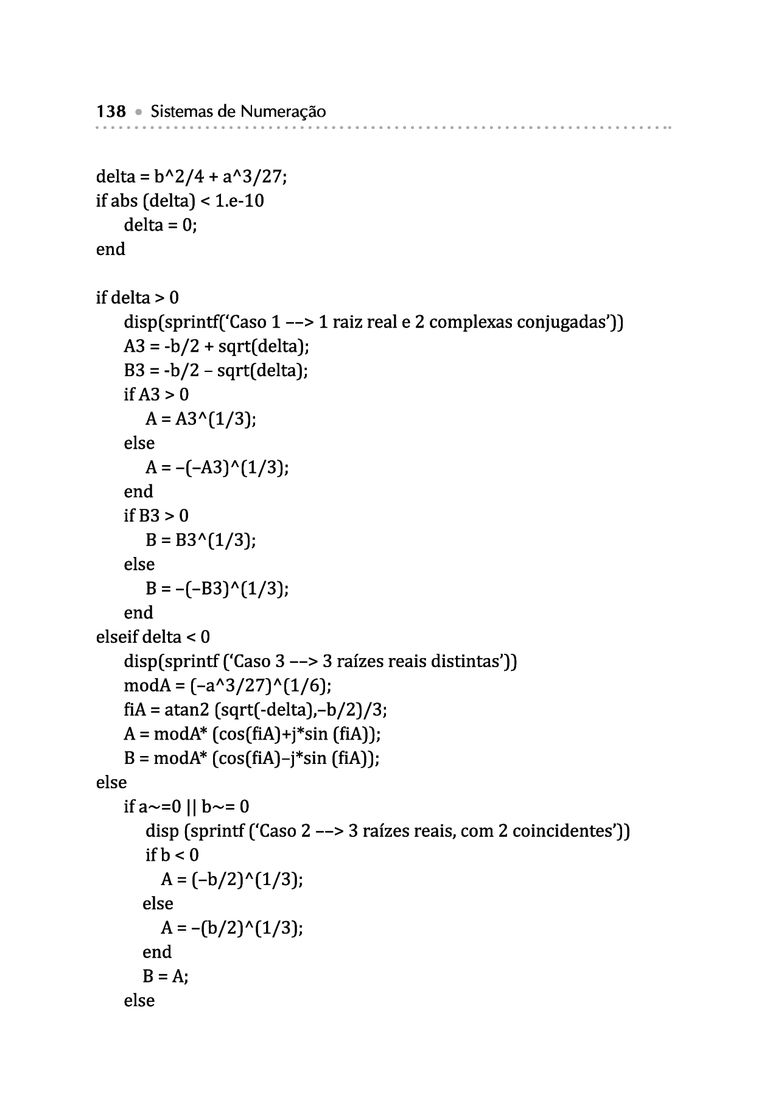 138 • Sistemas de Numeração
delta = b^2/4 + a^3/27;
if abs (delta) < 1.e-10
delta = 0;
end
if delta > 0
disp(sprintf(‘Caso 1 −−> 1 raiz real e 2 complexas conjugadas’))
A3 = -b/2 + sqrt(delta);
B3 = -b/2 – sqrt(delta);
if A3 > 0
A = A3^(1/3);
else
A = –(–A3)^(1/3);
end
if B3 > 0
B = B3^(1/3);
else
B = –(–B3)^(1/3);
end
elseif delta < 0
disp(sprintf (‘Caso 3 −−> 3 raízes reais distintas’))
modA = (–a^3/27)^(1/6);
fiA = atan2 (sqrt(-delta),–b/2)/3;
A = modA* (cos(fiA)+j*sin (fiA));
B = modA* (cos(fiA)–j*sin (fiA));
else
if a~=0 || b~= 0
disp (sprintf (‘Caso 2 −−> 3 raízes reais, com 2 coincidentes’))
if b < 0
A = (–b/2)^(1/3);
else
A = –(b/2)^(1/3);
end
B = A;
else